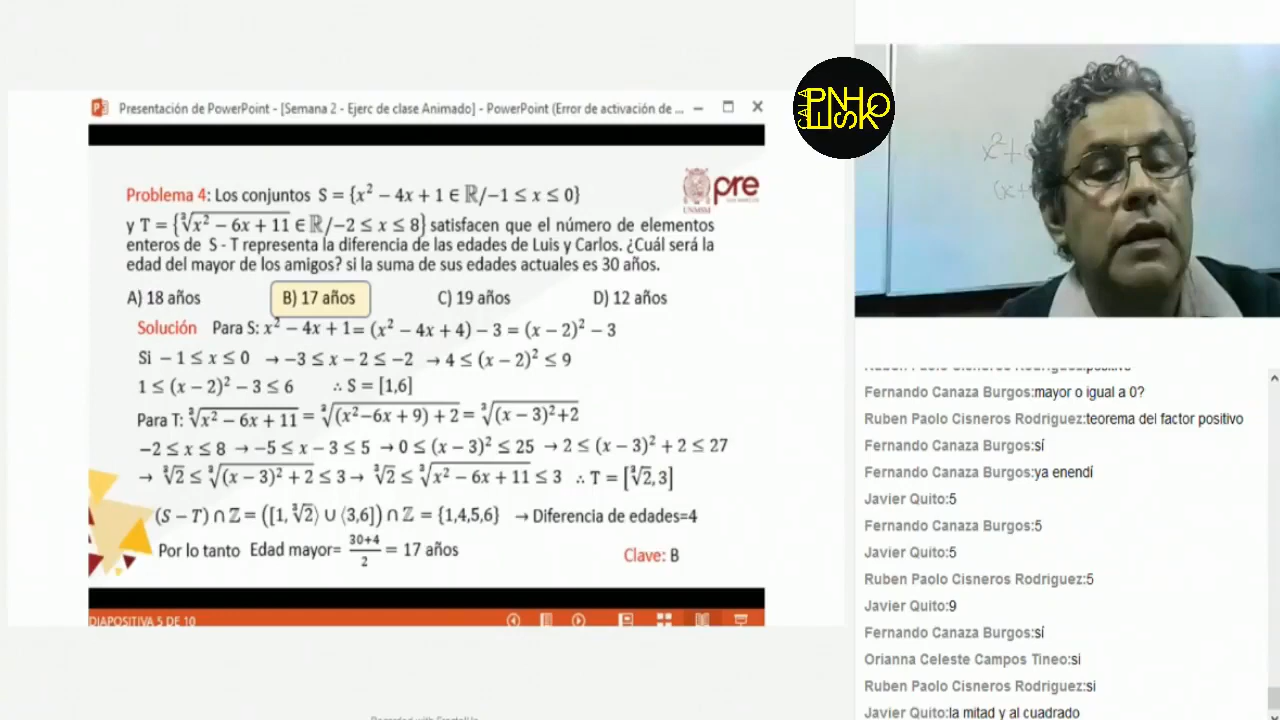 Presentación de PowerPoint - [Semana 2 - Ejerc de clase Animado] - PowerPoint (Error de activación de ...
CALA
PENHOSKO
pre
UNMSM
Problema 4: Los conjuntos S = {x² − 4x + 1 ∈ ℝ/−1 ≤ x ≤ 0}
y T = {∛(x² − 6x + 11) ∈ ℝ/−2 ≤ x ≤ 8} satisfacen que el número de elementos
enteros de S - T representa la diferencia de las edades de Luis y Carlos. ¿Cuál será la
edad del mayor de los amigos? si la suma de sus edades actuales es 30 años.
A) 18 años B) 17 años C) 19 años D) 12 años
Solución Para S: x² − 4x + 1= (x² − 4x + 4) − 3 = (x − 2)² − 3
Si −1 ≤ x ≤ 0 → −3 ≤ x − 2 ≤ −2 → 4 ≤ (x − 2)² ≤ 9
1 ≤ (x − 2)² − 3 ≤ 6 ∴ S = [1,6]
Para T: ∛(x² − 6x + 11) = ∛((x²−6x + 9) + 2) = ∛((x − 3)²+2)
−2 ≤ x ≤ 8 → −5 ≤ x − 3 ≤ 5 → 0 ≤ (x − 3)² ≤ 25 → 2 ≤ (x − 3)² + 2 ≤ 27
→ ∛2 ≤ ∛((x − 3)² + 2) ≤ 3 → ∛2 ≤ ∛(x² − 6x + 11) ≤ 3 ∴ T = [∛2, 3]
(S − T) ∩ ℤ = ([1, ∛2⟩ ∪ ⟨3,6]) ∩ ℤ = {1,4,5,6} → Diferencia de edades=4
Por lo tanto Edad mayor= (30+4)/2 = 17 años
Clave: B
DIAPOSITIVA 5 DE 10
x²+
(x+
Ruben Paolo Cisneros Rodriguez:positivo
Fernando Canaza Burgos:mayor o igual a 0?
Ruben Paolo Cisneros Rodriguez:teorema del factor positivo
Fernando Canaza Burgos:sí
Fernando Canaza Burgos:ya enendí
Javier Quito:5
Fernando Canaza Burgos:5
Javier Quito:5
Ruben Paolo Cisneros Rodriguez:5
Javier Quito:9
Fernando Canaza Burgos:sí
Orianna Celeste Campos Tineo:si
Ruben Paolo Cisneros Rodriguez:si
Javier Quito:la mitad y al cuadrado